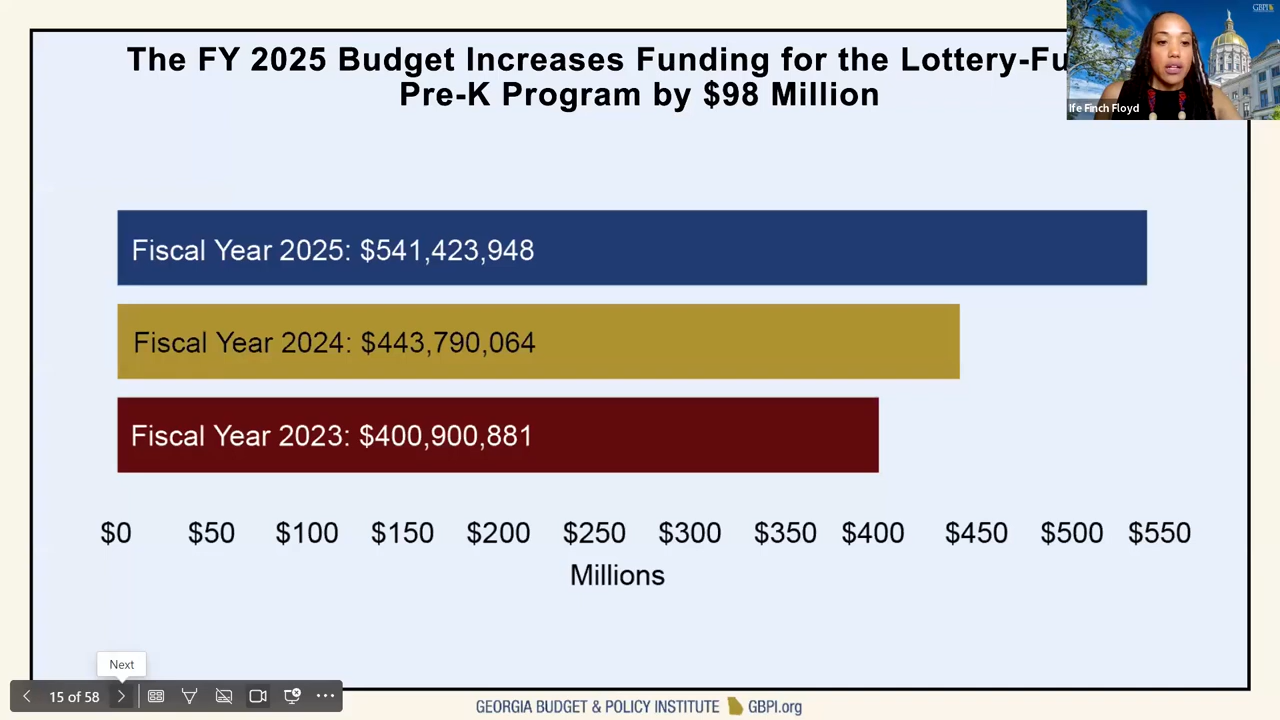 The FY 2025 Budget Increases Funding for the Lottery-Fu
Pre-K Program by $98 Million
GBPI
Ife Finch Floyd
Fiscal Year 2025: $541,423,948
Fiscal Year 2024: $443,790,064
Fiscal Year 2023: $400,900,881
$0 $50 $100 $150 $200 $250 $300 $350 $400 $450 $500 $550
Millions
Next
15 of 58
GEORGIA BUDGET & POLICY INSTITUTE GBPI.org